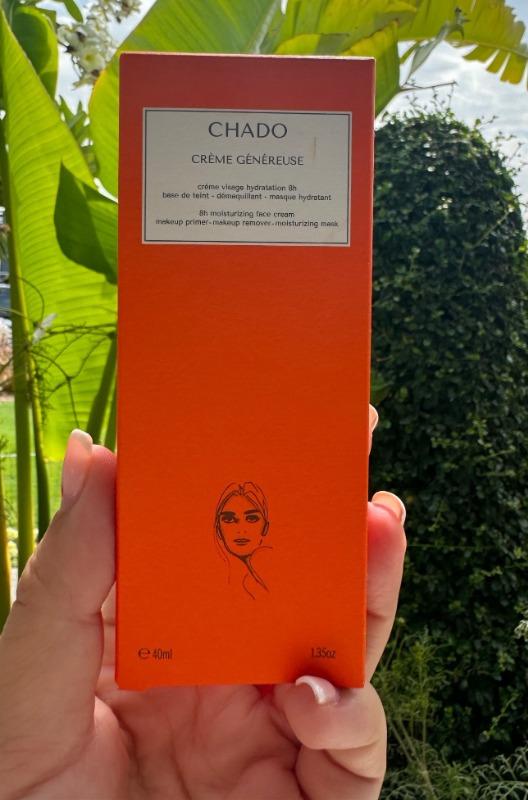 CHADO
CRÈME GÉNÉREUSE
crème visage hydratation 8h
base de teint - démaquillant - masque hydratant
8h moisturizing face cream
makeup primer-makeup remover-moisturizing mask
℮ 40ml 1.35oz